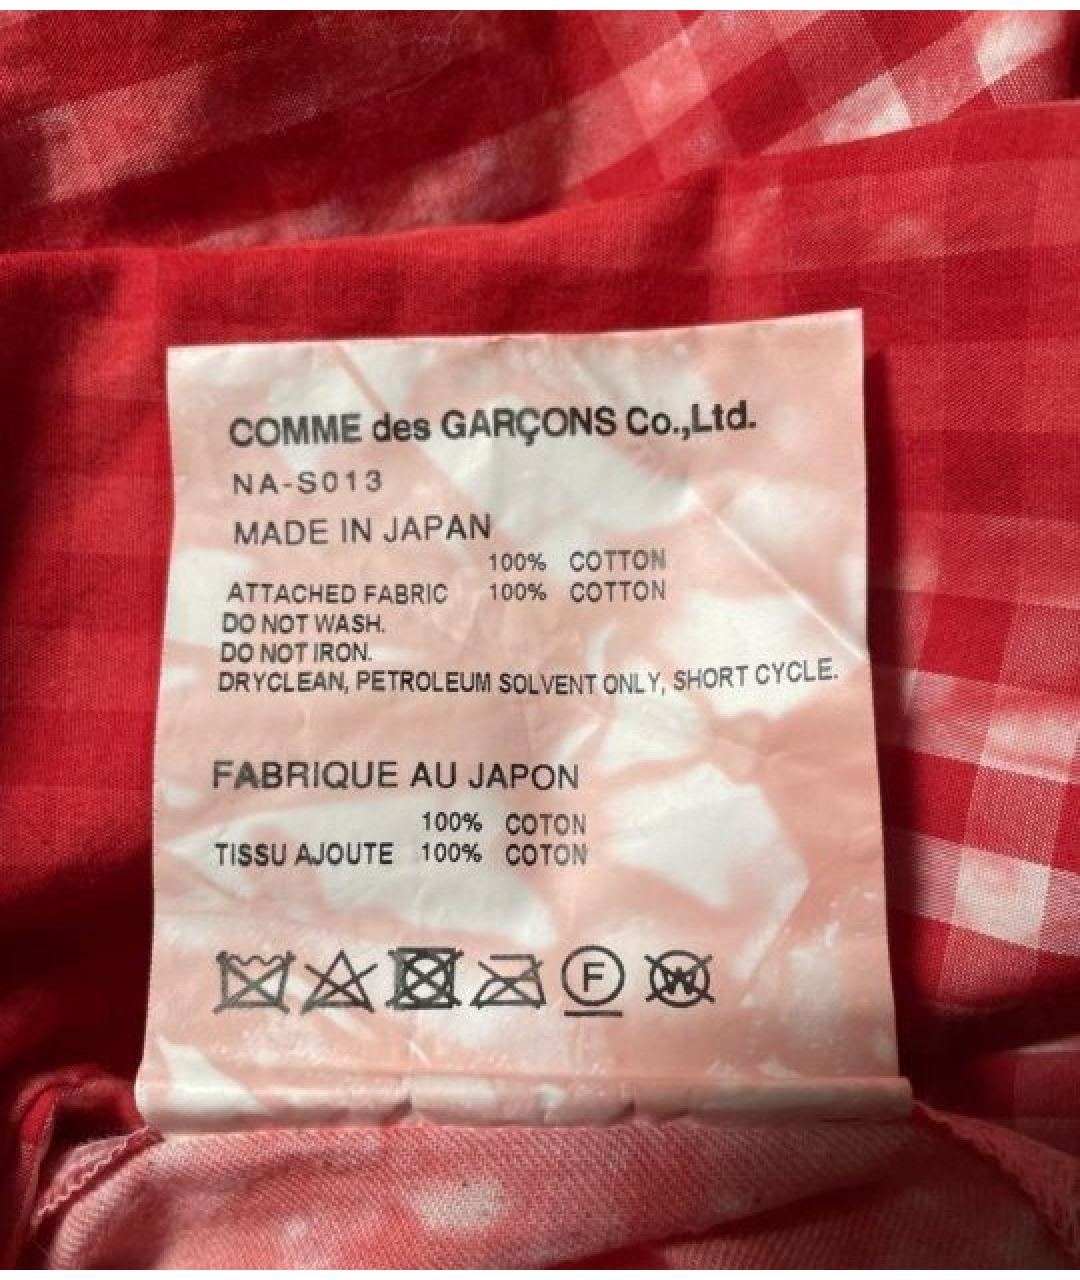 COMME des GARÇONS Co.,Ltd.
NA-S013
MADE IN JAPAN
100% COTTON
ATTACHED FABRIC 100% COTTON
DO NOT WASH.
DO NOT IRON.
DRYCLEAN, PETROLEUM SOLVENT ONLY, SHORT CYCLE.
FABRIQUE AU JAPON
100% COTON
TISSU AJOUTE 100% COTON
F W